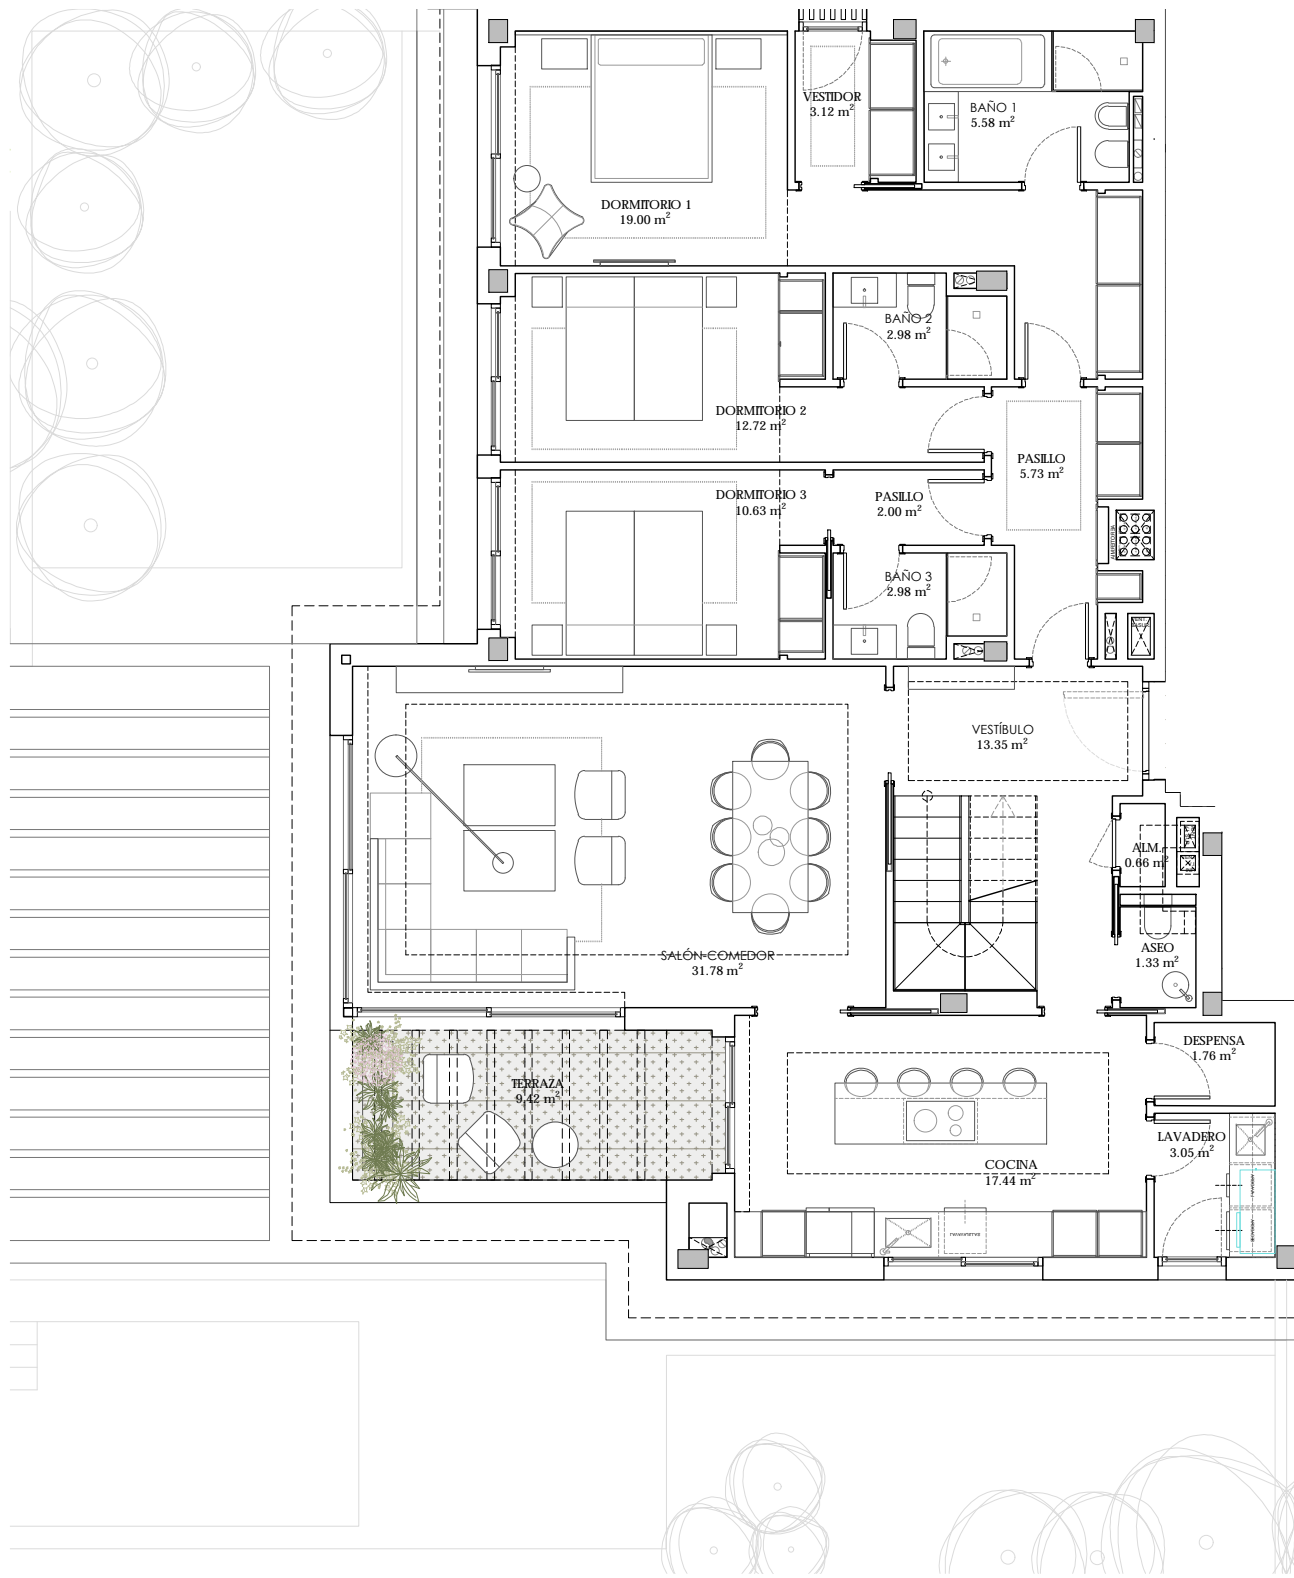 VESTIDOR
3.12 m²
BAÑO 1
5.58 m²
DORMITORIO 1
19.00 m²
BAÑO 2
2.98 m²
DORMITORIO 2
12.72 m²
PASILLO
5.73 m²
DORMITORIO 3
10.63 m²
PASILLO
2.00 m²
BAÑO 3
2.98 m²
VESTÍBULO
13.35 m²
ALM.
0.66 m²
SALÓN-COMEDOR
31.78 m²
ASEO
1.33 m²
DESPENSA
1.76 m²
TERRAZA
9.42 m²
LAVADERO
3.05 m²
COCINA
17.44 m²